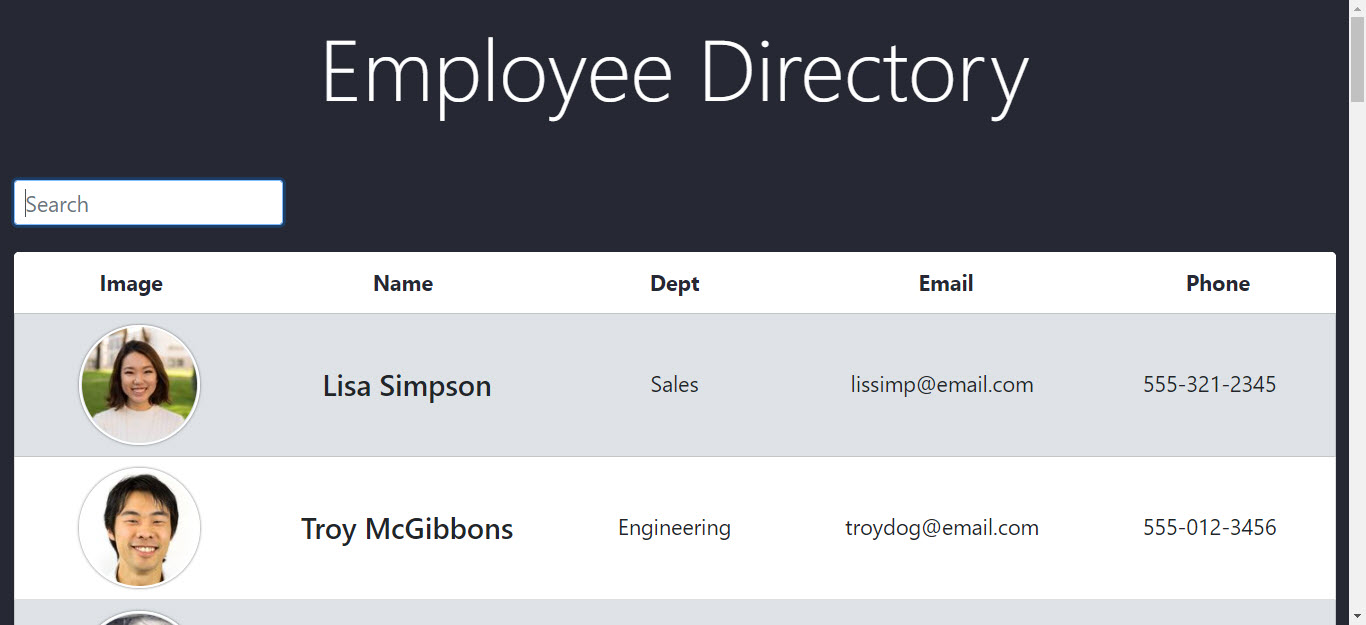 Employee Directory
Search
Image Name Dept Email Phone
Lisa Simpson Sales lissimp@email.com 555-321-2345
Troy McGibbons Engineering troydog@email.com 555-012-3456